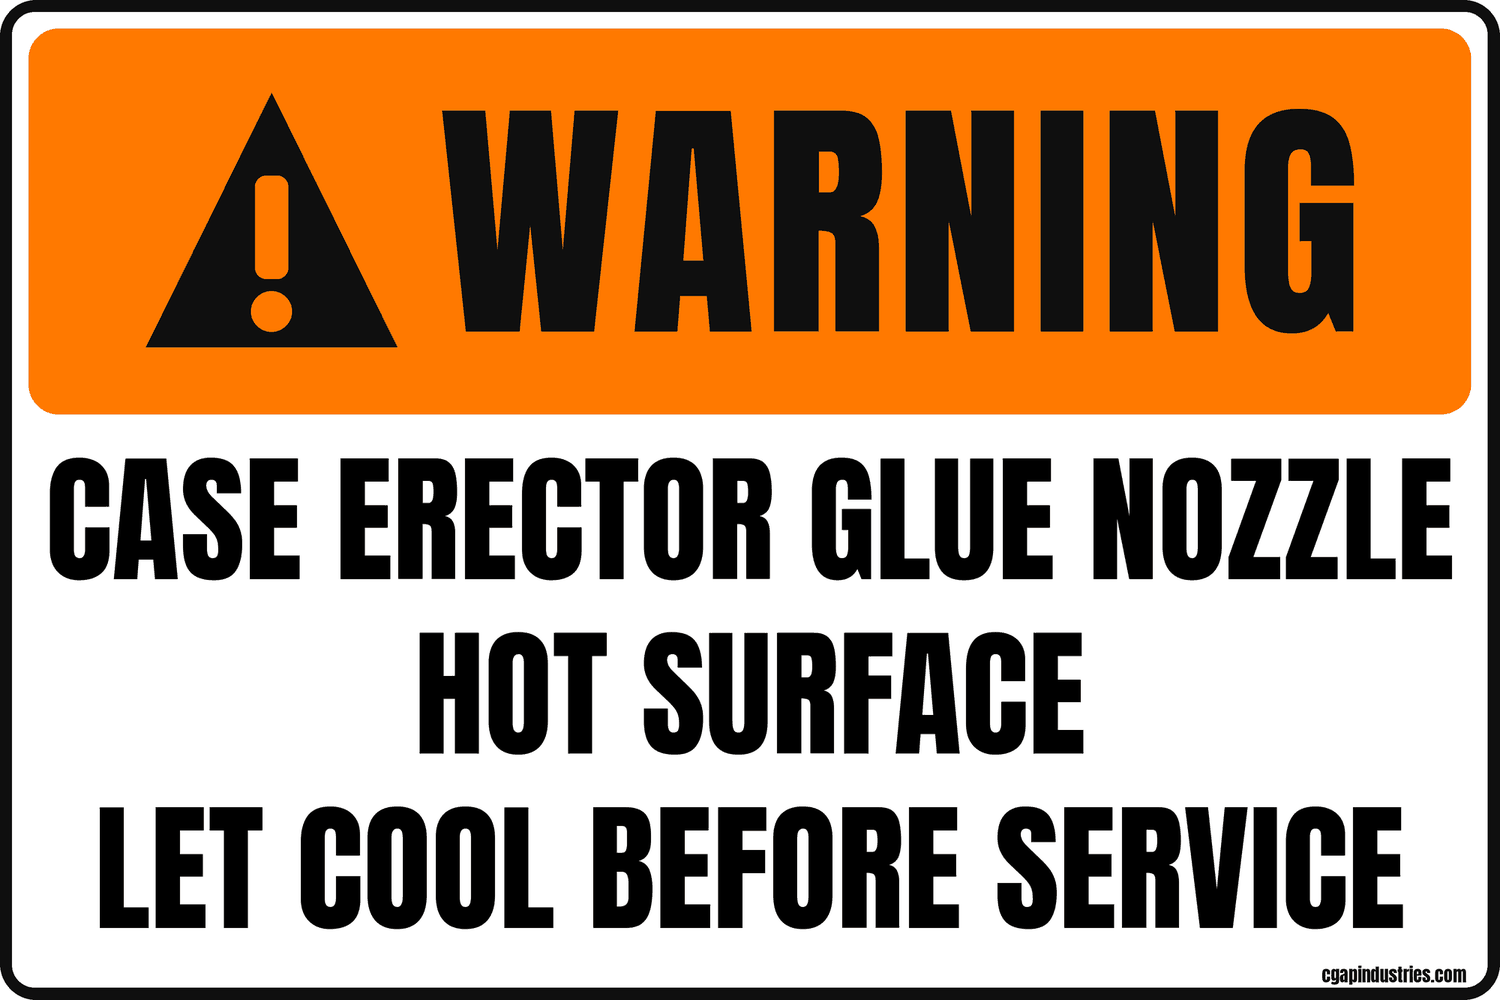 WARNING
CASE ERECTOR GLUE NOZZLE
HOT SURFACE
LET COOL BEFORE SERVICE
cgapindustries.com